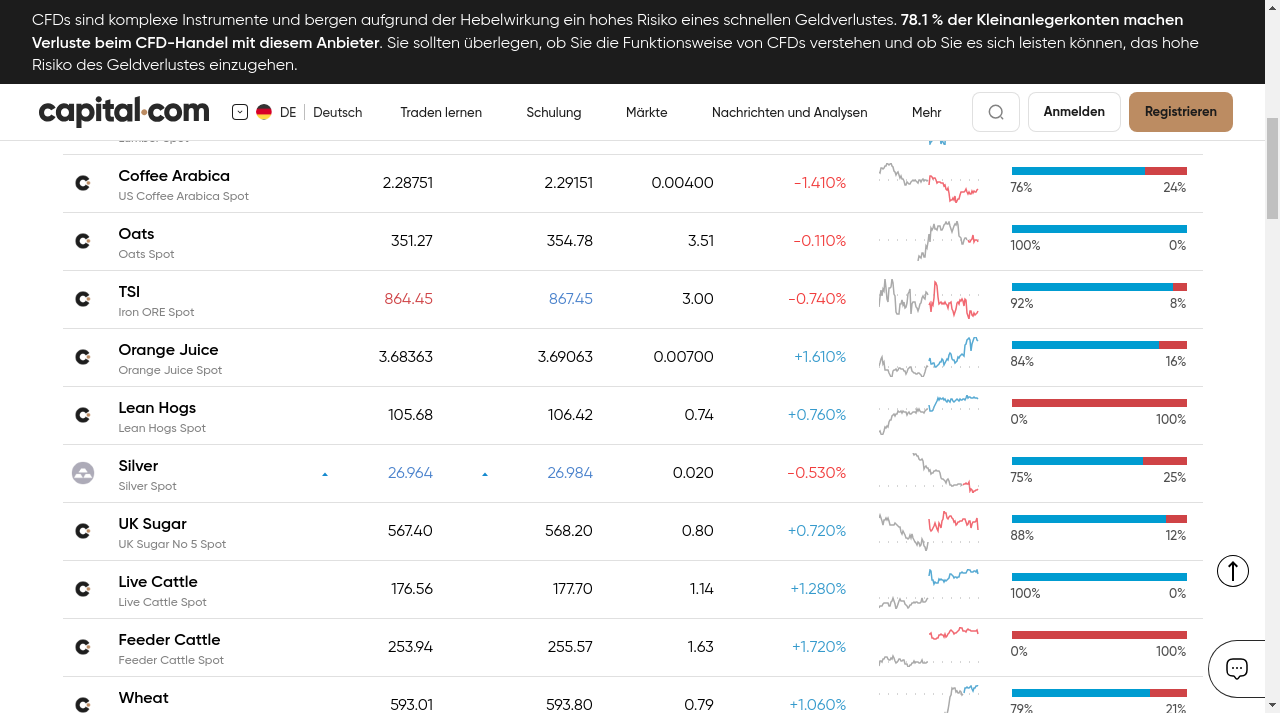 CFDs sind komplexe Instrumente und bergen aufgrund der Hebelwirkung ein hohes Risiko eines schnellen Geldverlustes. 78.1 % der Kleinanlegerkonten machen
Verluste beim CFD-Handel mit diesem Anbieter. Sie sollten überlegen, ob Sie die Funktionsweise von CFDs verstehen und ob Sie es sich leisten können, das hohe
Risiko des Geldverlustes einzugehen.
capital.com DE Deutsch Traden lernen Schulung Märkte Nachrichten und Analysen Mehr Anmelden Registrieren
Lumber Spot
Coffee Arabica 2.28751 2.29151 0.00400 -1.410%
US Coffee Arabica Spot 76% 24%
Oats 351.27 354.78 3.51 -0.110%
Oats Spot 100% 0%
TSI 864.45 867.45 3.00 -0.740%
Iron ORE Spot 92% 8%
Orange Juice 3.68363 3.69063 0.00700 +1.610%
Orange Juice Spot 84% 16%
Lean Hogs 105.68 106.42 0.74 +0.760%
Lean Hogs Spot 0% 100%
Silver 26.964 26.984 0.020 -0.530%
Silver Spot 75% 25%
UK Sugar 567.40 568.20 0.80 +0.720%
UK Sugar No 5 Spot 88% 12%
Live Cattle 176.56 177.70 1.14 +1.280%
Live Cattle Spot 100% 0%
Feeder Cattle 253.94 255.57 1.63 +1.720%
Feeder Cattle Spot 0% 100%
Wheat 593.01 593.80 0.79 +1.060%
79% 21%